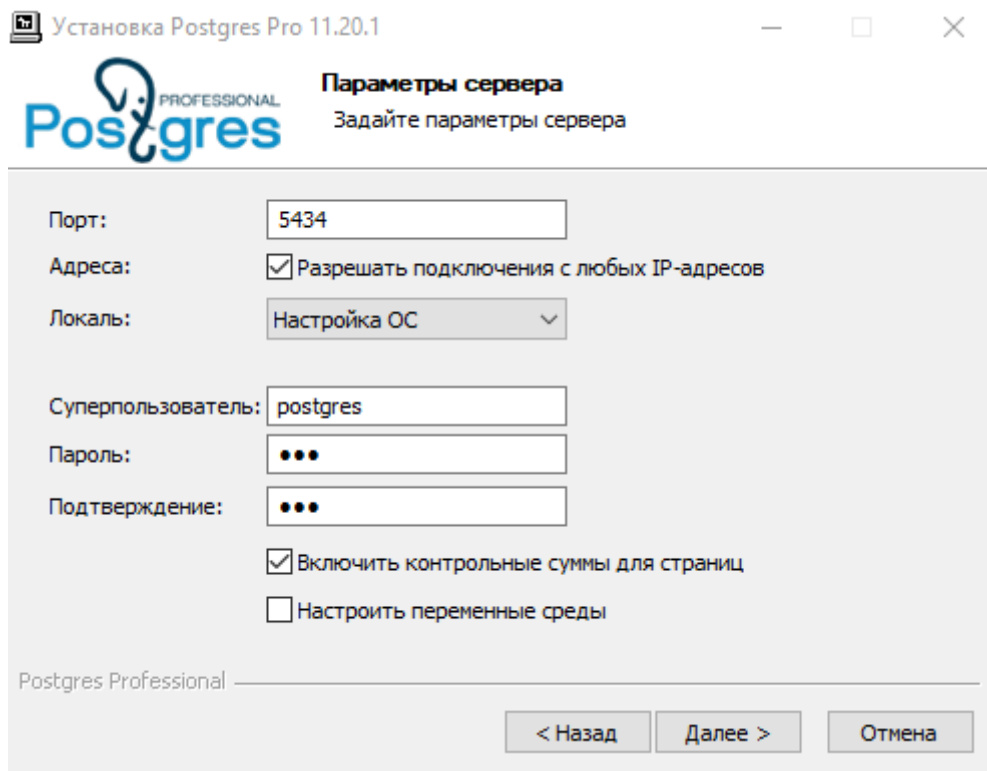 Установка Postgres Pro 11.20.1
PROFESSIONAL
Postgres
Параметры сервера
Задайте параметры сервера
Порт: 5434
Адреса: Разрешать подключения с любых IP-адресов
Локаль: Настройка ОС
Суперпользователь: postgres
Пароль: •••
Подтверждение: •••
Включить контрольные суммы для страниц
Настроить переменные среды
Postgres Professional
< Назад Далее > Отмена